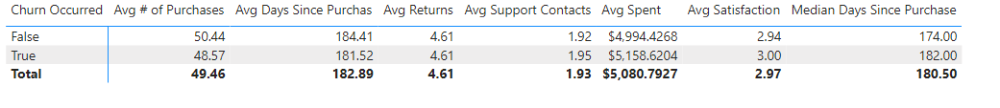 Churn Occurred Avg # of Purchases Avg Days Since Purchas Avg Returns Avg Support Contacts Avg Spent Avg Satisfaction Median Days Since Purchase
False 50.44 184.41 4.61 1.92 $4,994.4268 2.94 174.00
True 48.57 181.52 4.61 1.95 $5,158.6204 3.00 182.00
Total 49.46 182.89 4.61 1.93 $5,080.7927 2.97 180.50